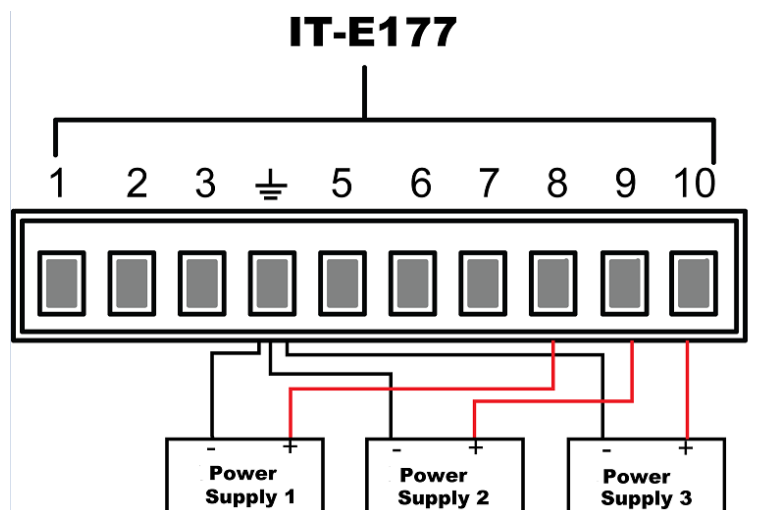 IT-E177
1 2 3 5 6 7 8 9 10
- + - + - +
Power Power Power
Supply 1 Supply 2 Supply 3